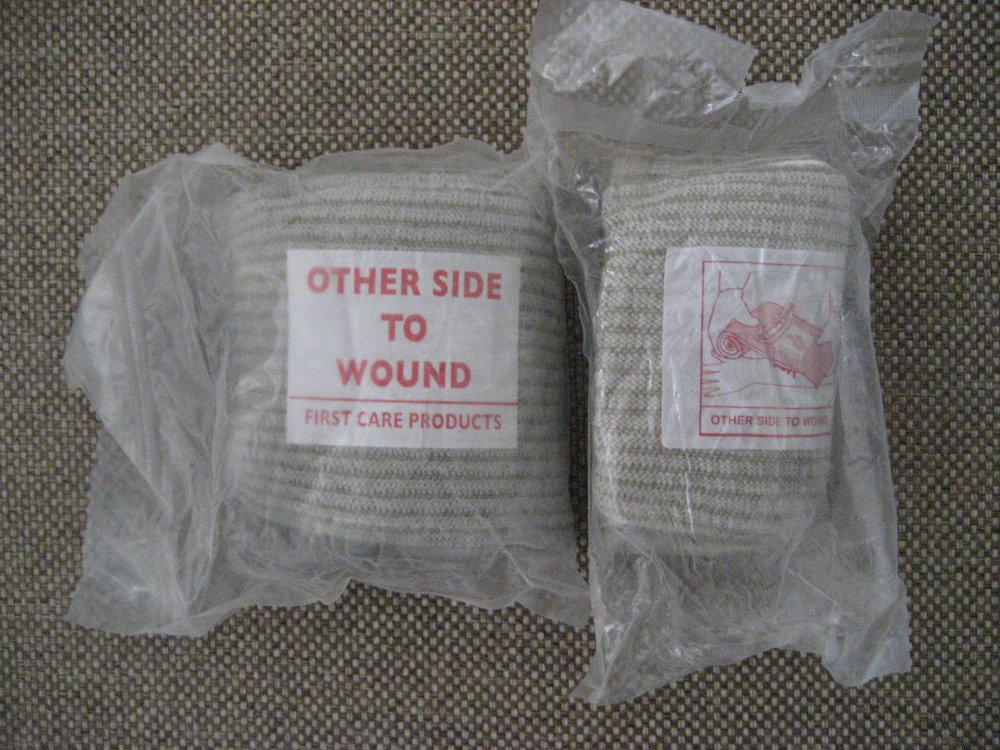 OTHER SIDE
TO
WOUND
FIRST CARE PRODUCTS
OTHER SIDE TO WOUND